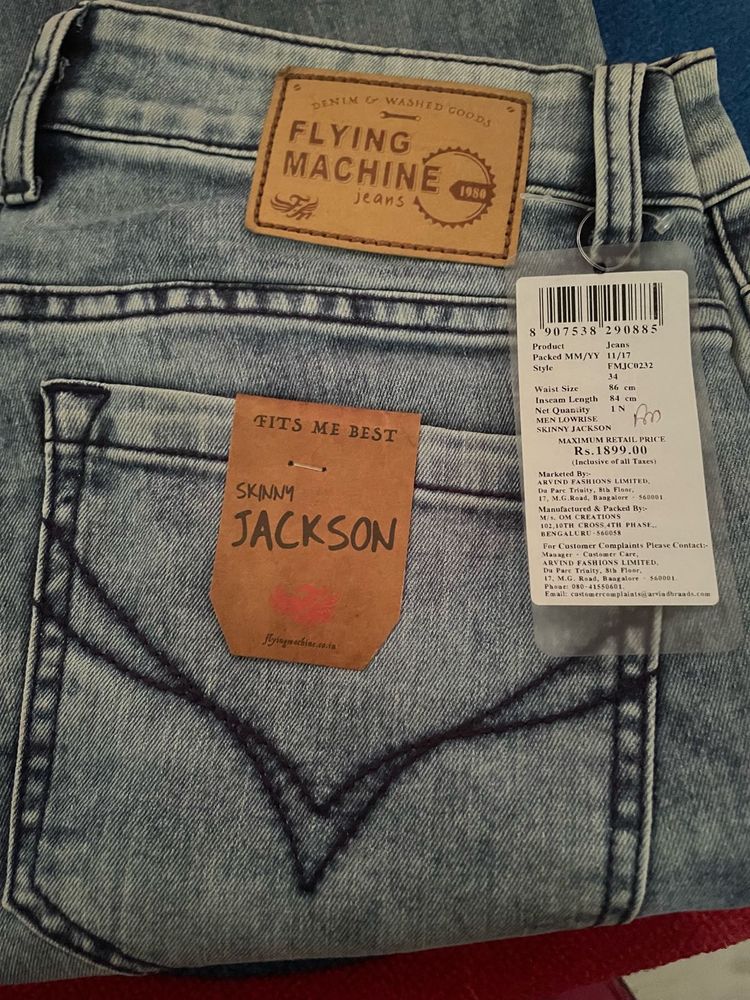 DENIM & WASHED GOODS
FLYING
MACHINE
jeans
1980
FM
8 907538 290885
Product Jeans
Packed MM/YY 11/17
Style FMJC0232
34
Waist Size 86 cm
Inseam Length 84 cm
Net Quantity 1 N
MEN LOWRISE
SKINNY JACKSON
MAXIMUM RETAIL PRICE
Rs.1899.00
(Inclusive of all Taxes)
Marketed By:-
ARVIND FASHIONS LIMITED,
Du Parc Trinity, 8th Floor,
17, M.G.Road, Bangalore - 560001
Manufactured & Packed By:-
M/s. OM CREATIONS
102,10TH CROSS,4TH PHASE,,
BENGALURU-560058
For Customer Complaints Please Contact:-
Manager - Customer Care,
ARVIND FASHIONS LIMITED,
Du Parc Trinity, 8th Floor,
17, M.G. Road, Bangalore - 560001.
Phone: 080-41550601.
Email: customercomplaints@arvindbrands.com
FITS ME BEST
SKINNY
JACKSON
flyingmachine.co.in